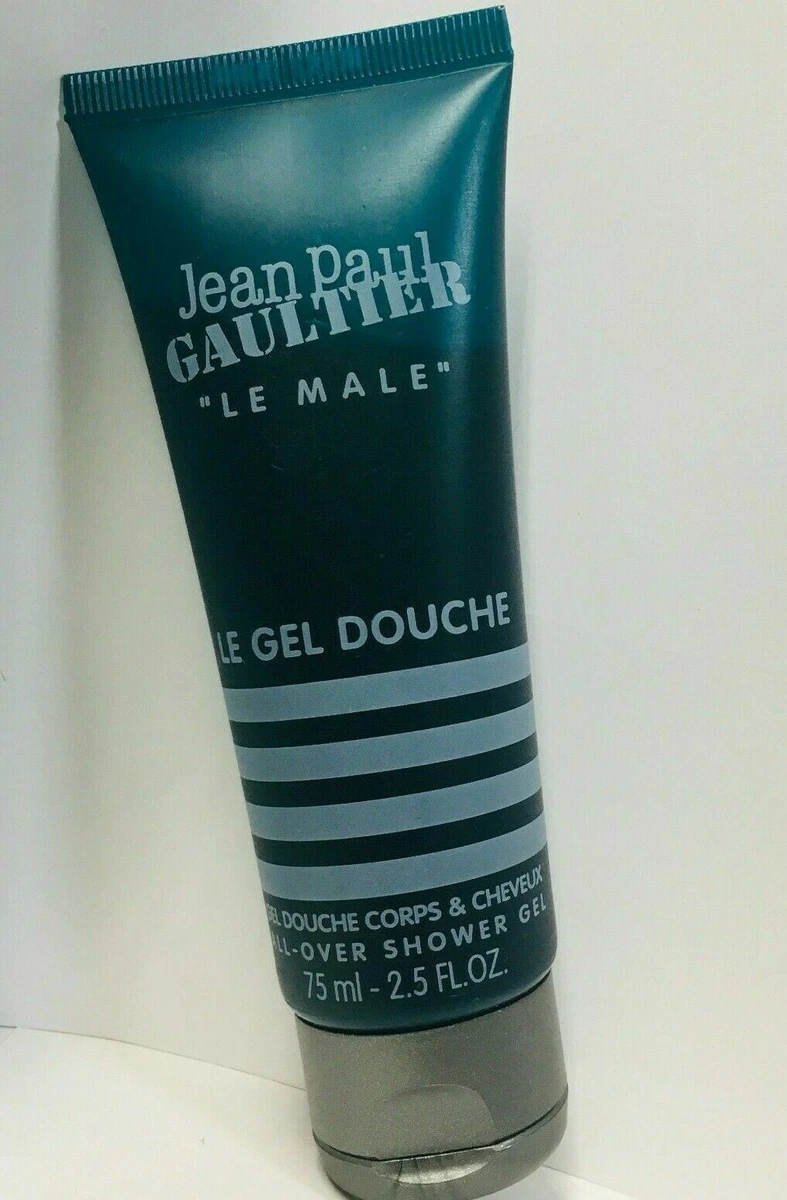 Jean paul
GAULTIER
"LE MALE"
LE GEL DOUCHE
GEL DOUCHE CORPS & CHEVEUX
ALL-OVER SHOWER GEL
75 ml - 2.5 FL.OZ.